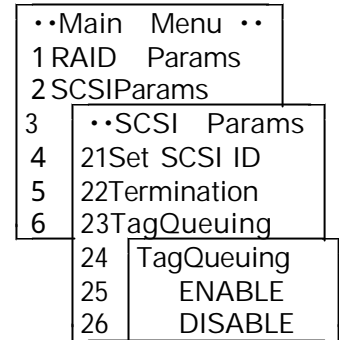 ··Main Menu ··
1 RAID Params
2 SCSIParams
3 ··SCSI Params
4 21Set SCSI ID
5 22Termination
6 23TagQueuing
24 TagQueuing
25 ENABLE
26 DISABLE